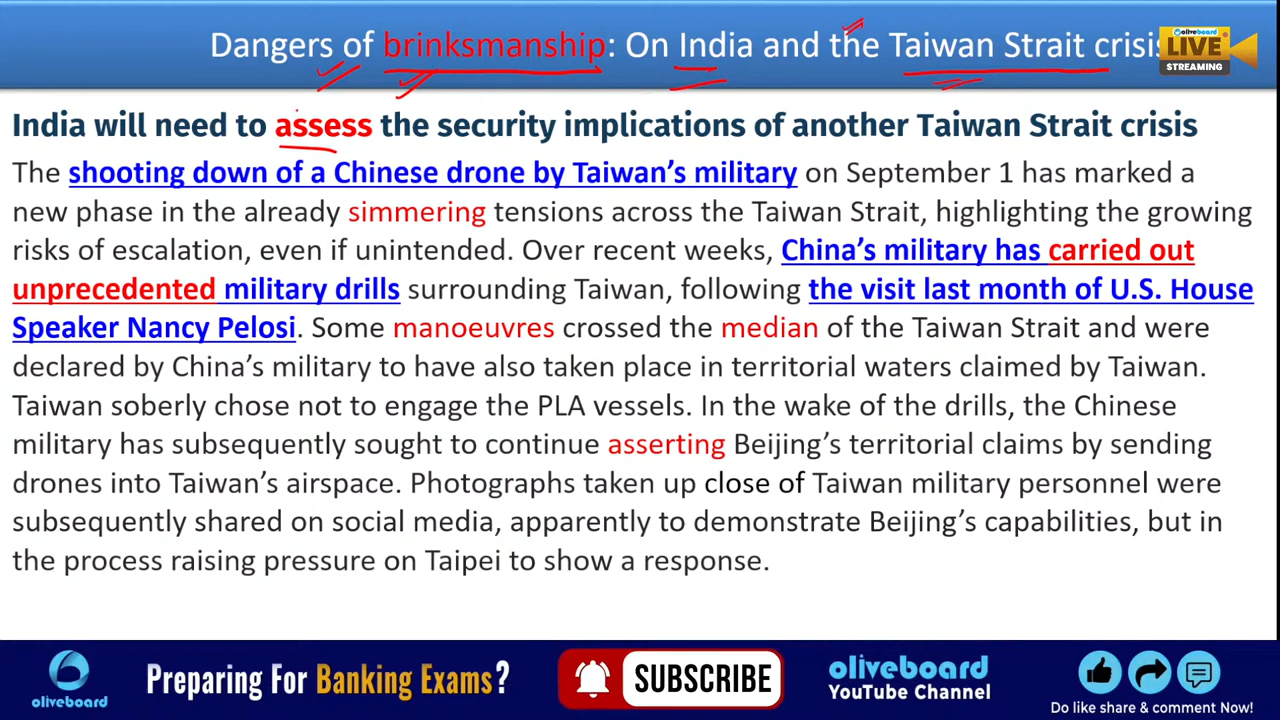 Dangers of brinksmanship: On India and the Taiwan Strait crisis
oliveboard
LIVE
STREAMING
India will need to assess the security implications of another Taiwan Strait crisis
The shooting down of a Chinese drone by Taiwan’s military on September 1 has marked a
new phase in the already simmering tensions across the Taiwan Strait, highlighting the growing
risks of escalation, even if unintended. Over recent weeks, China’s military has carried out
unprecedented military drills surrounding Taiwan, following the visit last month of U.S. House
Speaker Nancy Pelosi. Some manoeuvres crossed the median of the Taiwan Strait and were
declared by China’s military to have also taken place in territorial waters claimed by Taiwan.
Taiwan soberly chose not to engage the PLA vessels. In the wake of the drills, the Chinese
military has subsequently sought to continue asserting Beijing’s territorial claims by sending
drones into Taiwan’s airspace. Photographs taken up close of Taiwan military personnel were
subsequently shared on social media, apparently to demonstrate Beijing’s capabilities, but in
the process raising pressure on Taipei to show a response.
oliveboard
Preparing For Banking Exams?
SUBSCRIBE
oliveboard
YouTube Channel
Do like share & comment Now!